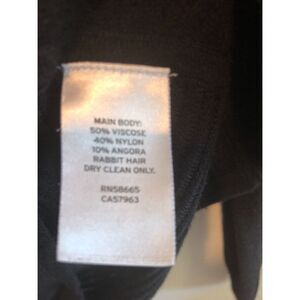 MAIN BODY:
50% VISCOSE
40% NYLON
10% ANGORA
RABBIT HAIR
DRY CLEAN ONLY.
RN58665
CA57963